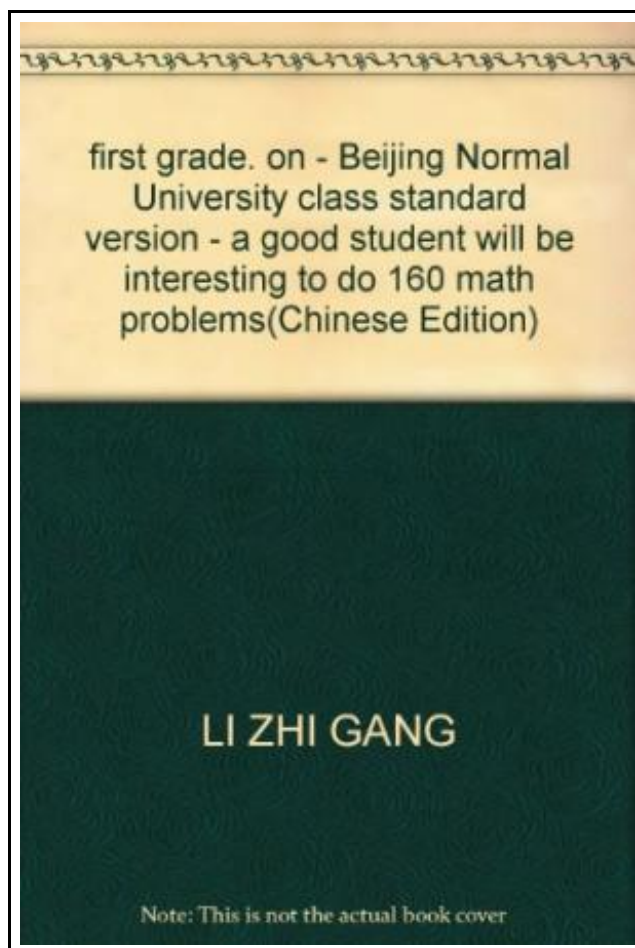 first grade. on - Beijing Normal
University class standard
version - a good student will be
interesting to do 160 math
problems(Chinese Edition)
LI ZHI GANG
Note: This is not the actual book cover